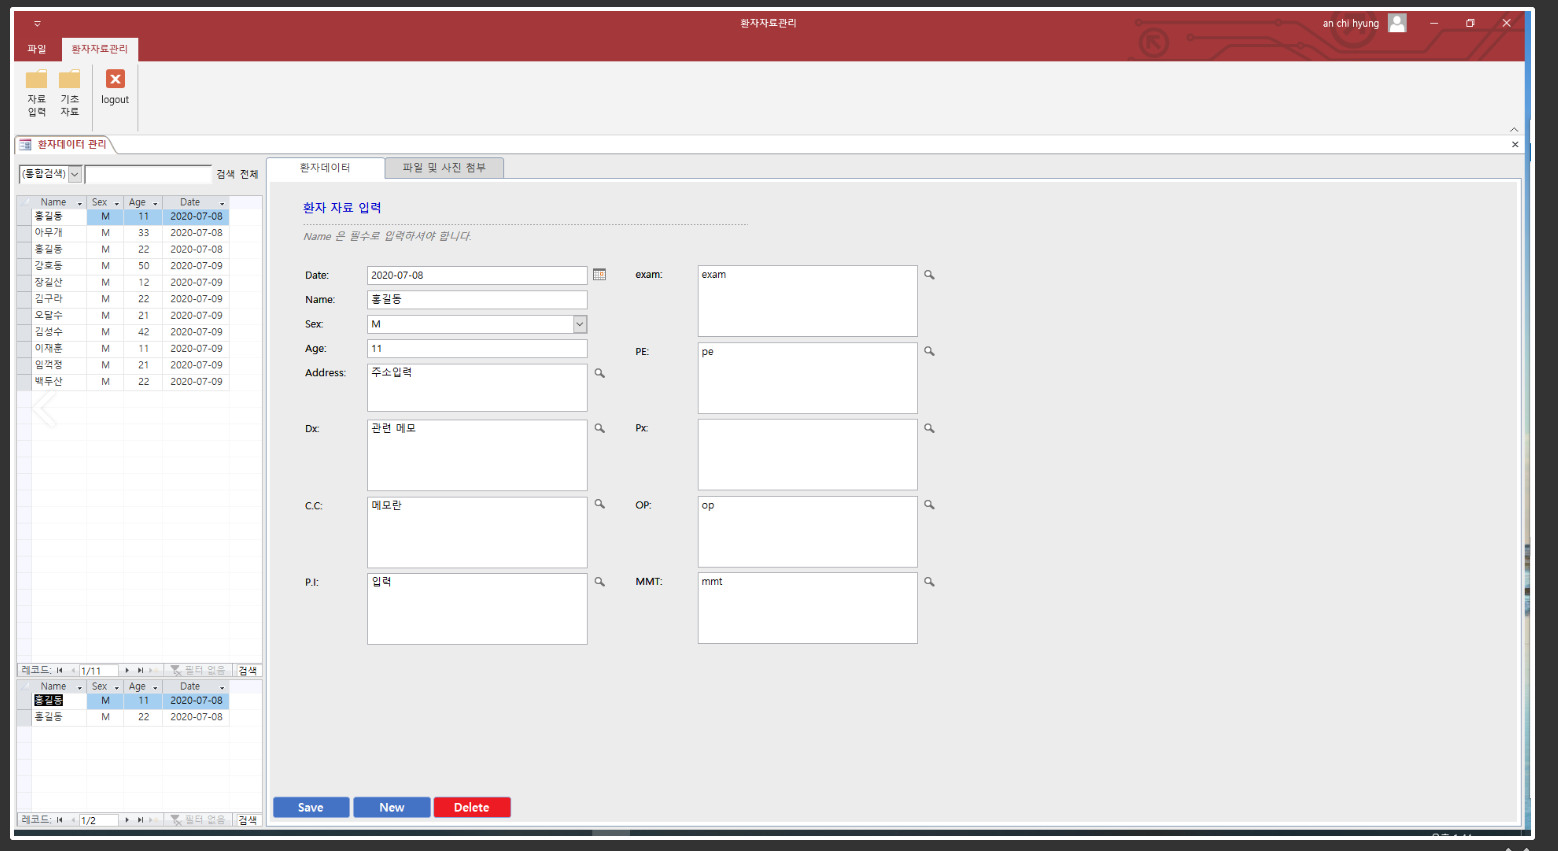 환자자료관리
an chi hyung
파일
환자자료관리
자료
입력
기초
자료
logout
환자데이터 관리
(통합검색)
검색 전체
Name Sex Age Date
홍길동 M 11 2020-07-08
아무개 M 33 2020-07-08
홍길동 M 22 2020-07-08
강호동 M 50 2020-07-09
장길산 M 12 2020-07-09
김구라 M 22 2020-07-09
오달수 M 21 2020-07-09
김성수 M 42 2020-07-09
이재훈 M 11 2020-07-09
임꺽정 M 21 2020-07-09
백두산 M 22 2020-07-09
레코드: 1/11 필터 없음 검색
Name Sex Age Date
홍길동 M 11 2020-07-08
홍길동 M 22 2020-07-08
레코드: 1/2 필터 없음 검색
환자데이터
파일 및 사진 첨부
환자 자료 입력
Name 은 필수로 입력하셔야 합니다.
Date: 2020-07-08
Name: 홍길동
Sex: M
Age: 11
Address: 주소입력
Dx: 관련 메모
C.C: 메모란
P.I: 입력
exam: exam
PE: pe
Px:
OP: op
MMT: mmt
Save
New
Delete